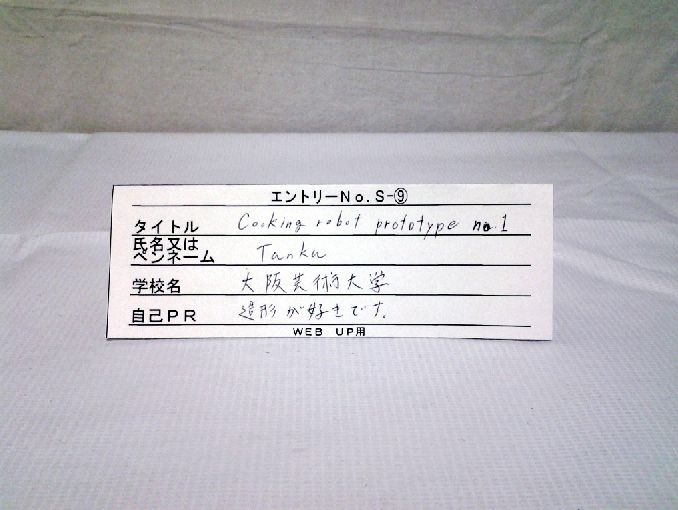 エントリーNo.S-⑨
タイトル Cooking robot prototype no.1
氏名又は
ペンネーム Tanku
学校名 大阪芸術大学
自己PR 造形が好きです。
WEB UP用